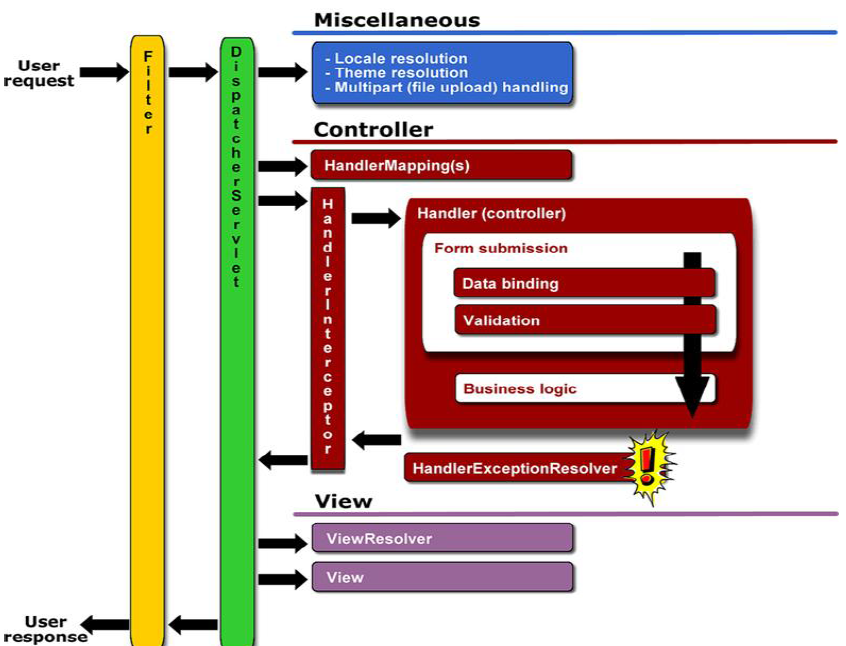 Miscellaneous
User
request
Filter
DispatcherServlet
- Locale resolution
- Theme resolution
- Multipart (file upload) handling
Controller
HandlerMapping(s)
HandlerInterceptor
Handler (controller)
Form submission
Data binding
Validation
Business logic
HandlerExceptionResolver
!
View
ViewResolver
View
User
response